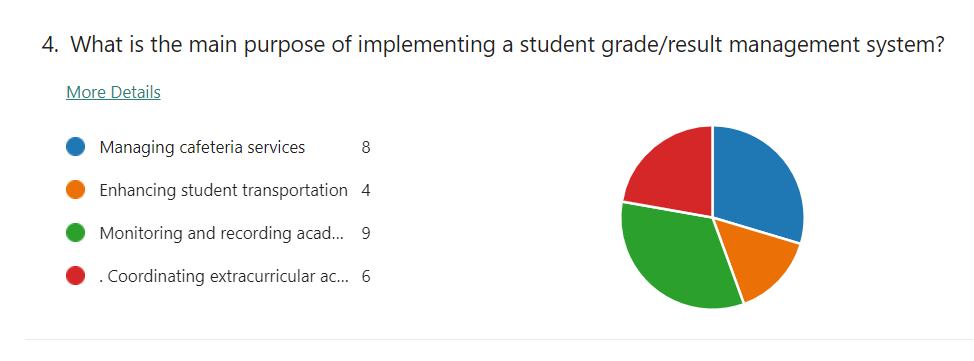 4. What is the main purpose of implementing a student grade/result management system?
More Details
Managing cafeteria services 8
Enhancing student transportation 4
Monitoring and recording acad... 9
. Coordinating extracurricular ac... 6